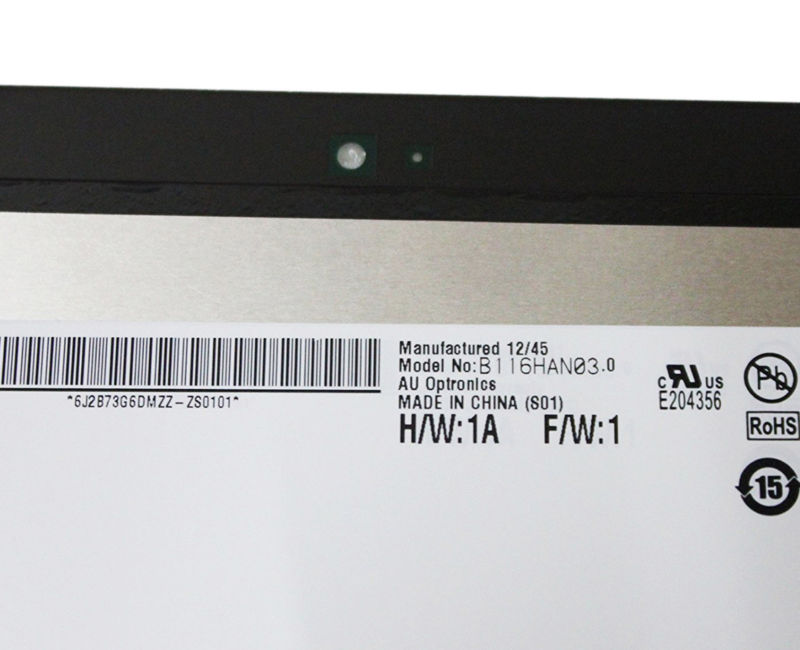 *6J2B73G6DMZZ-ZS0101*
Manufactured 12/45
Model No:B116HAN03.0
AU Optronics
MADE IN CHINA (S01)
H/W:1A F/W:1
c RU US
E204356
Pb
RoHS
15